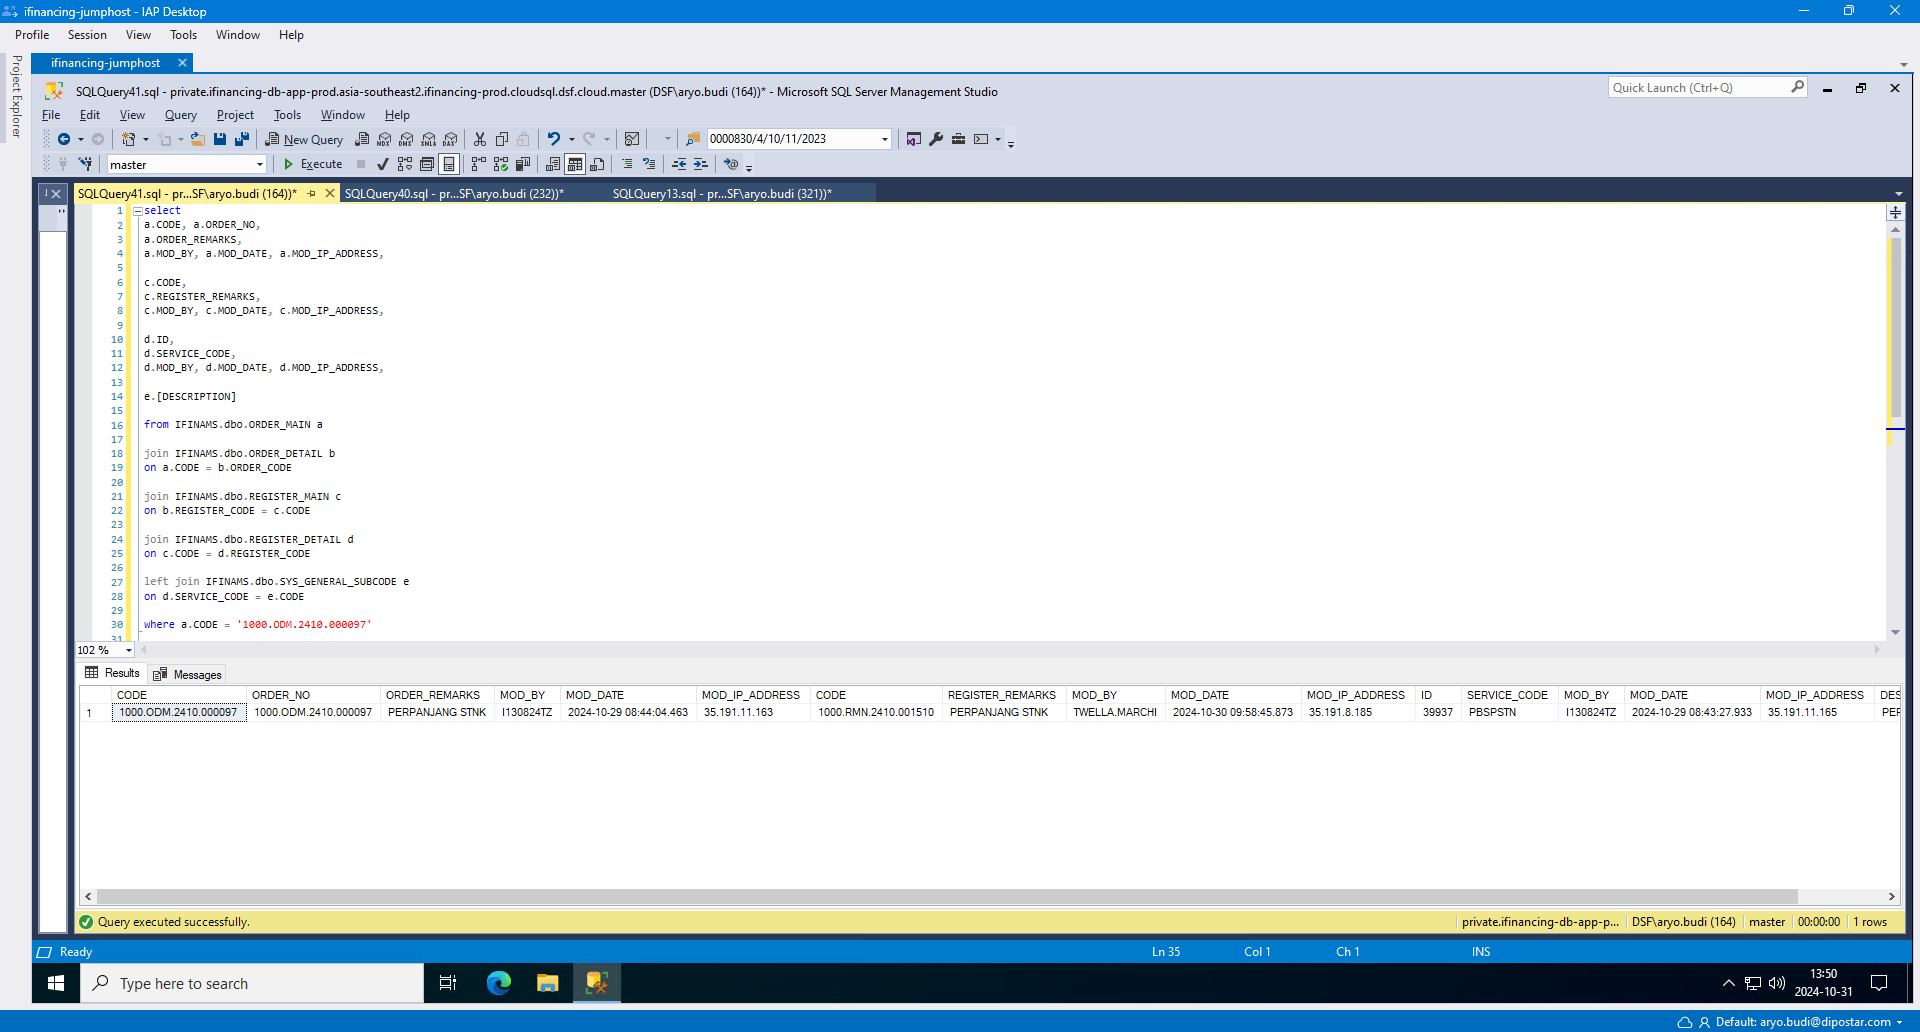 ifinancing-jumphost - IAP Desktop
Profile Session View Tools Window Help
Project Explorer
ifinancing-jumphost
SQLQuery41.sql - private.ifinancing-db-app-prod.asia-southeast2.ifinancing-prod.cloudsql.dsf.cloud.master (DSF\aryo.budi (164))* - Microsoft SQL Server Management Studio
Quick Launch (Ctrl+Q)
File Edit View Query Project Tools Window Help
New Query MDX DMX XMLA DAX 0000830/4/10/11/2023
master Execute
SQLQuery41.sql - pr...SF\aryo.budi (164))* SQLQuery40.sql - pr...SF\aryo.budi (232))* SQLQuery13.sql - pr...SF\aryo.budi (321))*
1 select
2 a.CODE, a.ORDER_NO,
3 a.ORDER_REMARKS,
4 a.MOD_BY, a.MOD_DATE, a.MOD_IP_ADDRESS,
5
6 c.CODE,
7 c.REGISTER_REMARKS,
8 c.MOD_BY, c.MOD_DATE, c.MOD_IP_ADDRESS,
9
10 d.ID,
11 d.SERVICE_CODE,
12 d.MOD_BY, d.MOD_DATE, d.MOD_IP_ADDRESS,
13
14 e.[DESCRIPTION]
15
16 from IFINAMS.dbo.ORDER_MAIN a
17
18 join IFINAMS.dbo.ORDER_DETAIL b
19 on a.CODE = b.ORDER_CODE
20
21 join IFINAMS.dbo.REGISTER_MAIN c
22 on b.REGISTER_CODE = c.CODE
23
24 join IFINAMS.dbo.REGISTER_DETAIL d
25 on c.CODE = d.REGISTER_CODE
26
27 left join IFINAMS.dbo.SYS_GENERAL_SUBCODE e
28 on d.SERVICE_CODE = e.CODE
29
30 where a.CODE = '1000.ODM.2410.000097'
31
102 %
Results Messages
CODE ORDER_NO ORDER_REMARKS MOD_BY MOD_DATE MOD_IP_ADDRESS CODE REGISTER_REMARKS MOD_BY MOD_DATE MOD_IP_ADDRESS ID SERVICE_CODE MOD_BY MOD_DATE MOD_IP_ADDRESS DES
1 1000.ODM.2410.000097 1000.ODM.2410.000097 PERPANJANG STNK I130824TZ 2024-10-29 08:44:04.463 35.191.11.163 1000.RMN.2410.001510 PERPANJANG STNK TWELLA.MARCHI 2024-10-30 09:58:45.873 35.191.8.185 39937 PBSPSTN I130824TZ 2024-10-29 08:43:27.933 35.191.11.165 PEF
Query executed successfully. private.ifinancing-db-app-p... DSF\aryo.budi (164) master 00:00:00 1 rows
Ready Ln 35 Col 1 Ch 1 INS
Type here to search
13:50
2024-10-31
Default: aryo.budi@dipostar.com